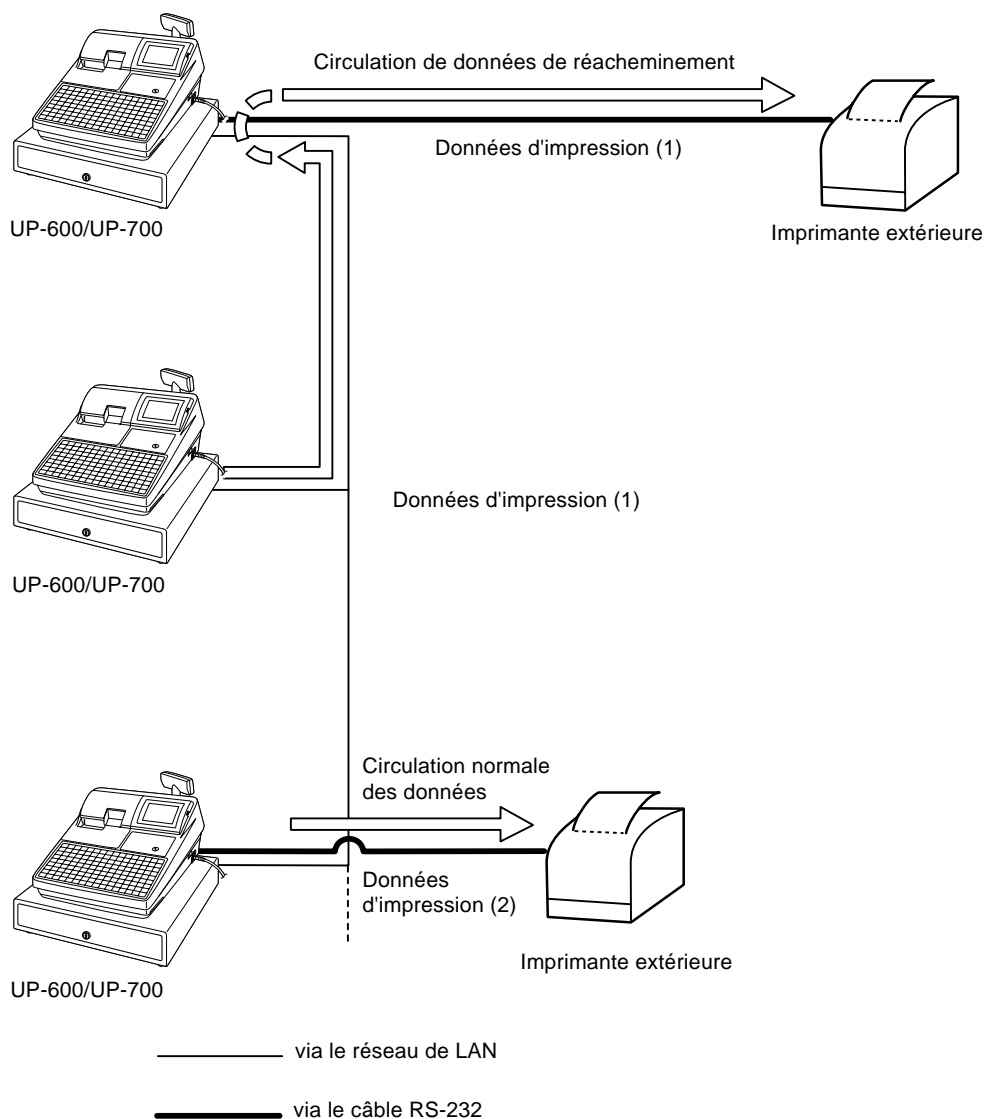 Circulation de données de réacheminement
Données d'impression (1)
UP-600/UP-700
Imprimante extérieure
Données d'impression (1)
UP-600/UP-700
Circulation normale
des données
Données
d'impression (2)
Imprimante extérieure
UP-600/UP-700
via le réseau de LAN
via le câble RS-232